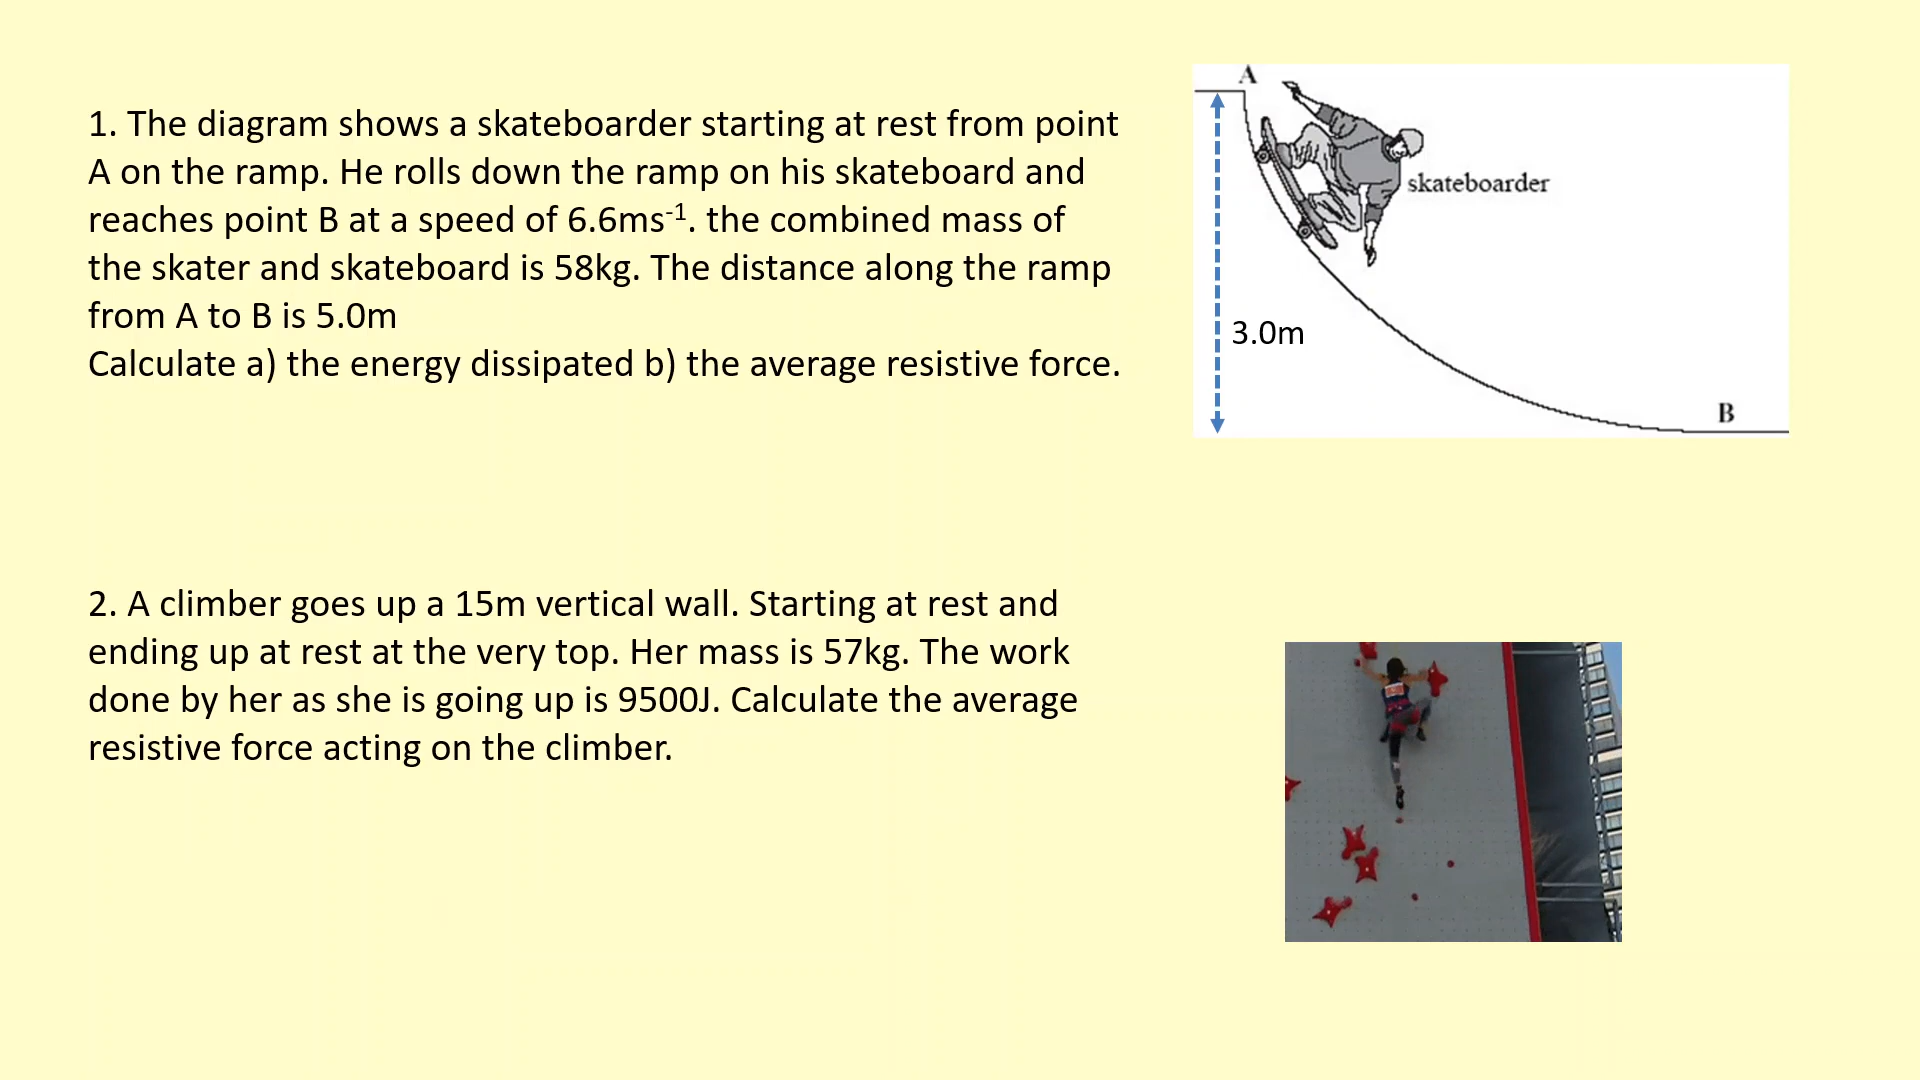 1. The diagram shows a skateboarder starting at rest from point
A on the ramp. He rolls down the ramp on his skateboard and
reaches point B at a speed of 6.6ms⁻¹. the combined mass of
the skater and skateboard is 58kg. The distance along the ramp
from A to B is 5.0m
Calculate a) the energy dissipated b) the average resistive force.
A
skateboarder
3.0m
B
2. A climber goes up a 15m vertical wall. Starting at rest and
ending up at rest at the very top. Her mass is 57kg. The work
done by her as she is going up is 9500J. Calculate the average
resistive force acting on the climber.